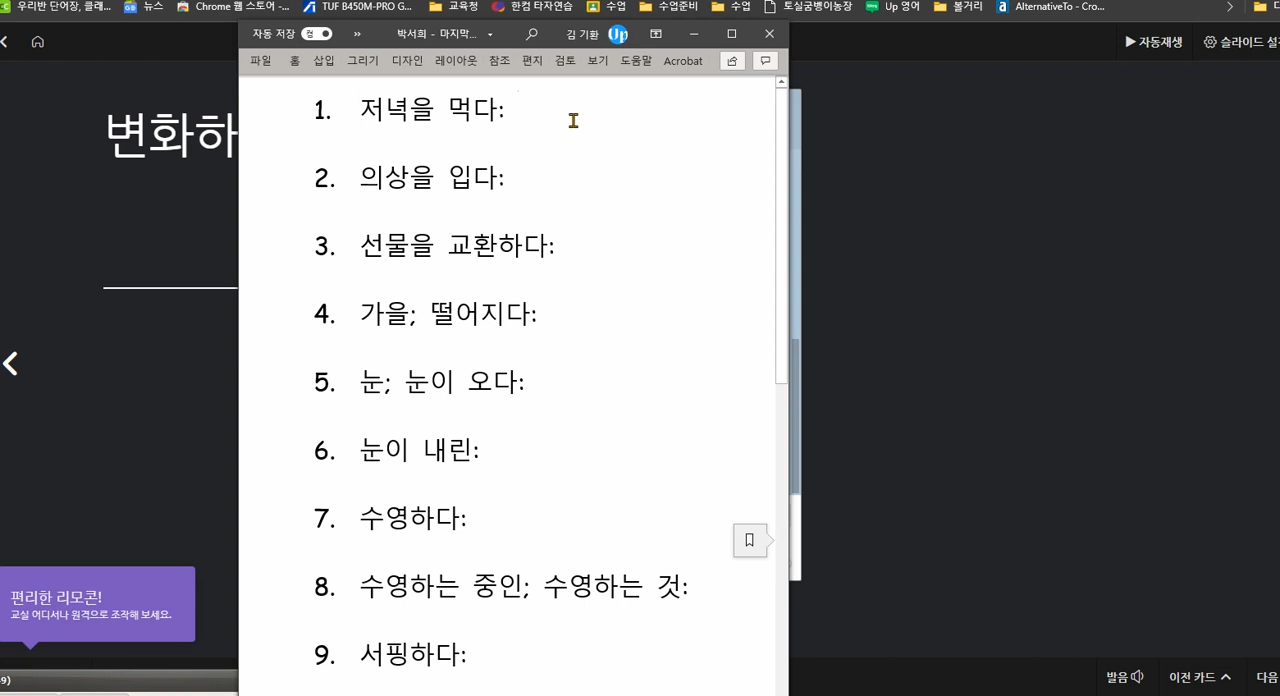 우리반 단어장, 클래... 뉴스 Chrome 웹 스토어 -... TUF B450M-PRO G... 교육청 한컴 타자연습 수업 수업준비 수업 토실굼벵이농장 Up 영어 볼거리 AlternativeTo - Cro...
자동 저장 박서희 - 마지막... 김 기환 Up
자동재생 슬라이드 설
파일 홈 삽입 그리기 디자인 레이아웃 참조 편지 검토 보기 도움말 Acrobat
변화하
1. 저녁을 먹다:
2. 의상을 입다:
3. 선물을 교환하다:
4. 가을; 떨어지다:
5. 눈; 눈이 오다:
6. 눈이 내린:
7. 수영하다:
8. 수영하는 중인; 수영하는 것:
9. 서핑하다:
편리한 리모콘!
교실 어디서나 원격으로 조작해 보세요.
발음 이전 카드 다음